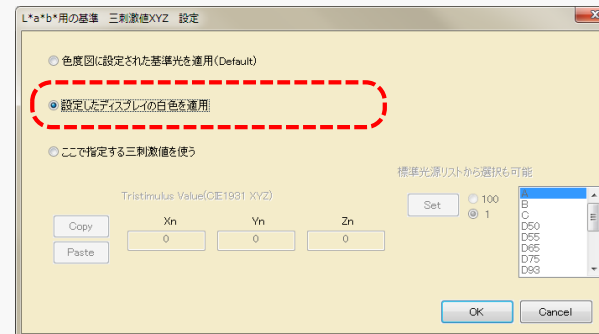 L*a*b*用の基準 三刺激値XYZ 設定
色度図に設定された基準光を適用(Default)
設定したディスプレイの白色を適用
ここで指定する三刺激値を使う
標準光源リストから選択も可能
Tristimulus Value(CIE1931 XYZ)
Set
100
1
A
B
C
D50
D55
D65
D75
D93
Copy
Paste
Xn
Yn
Zn
0
0
0
OK
Cancel